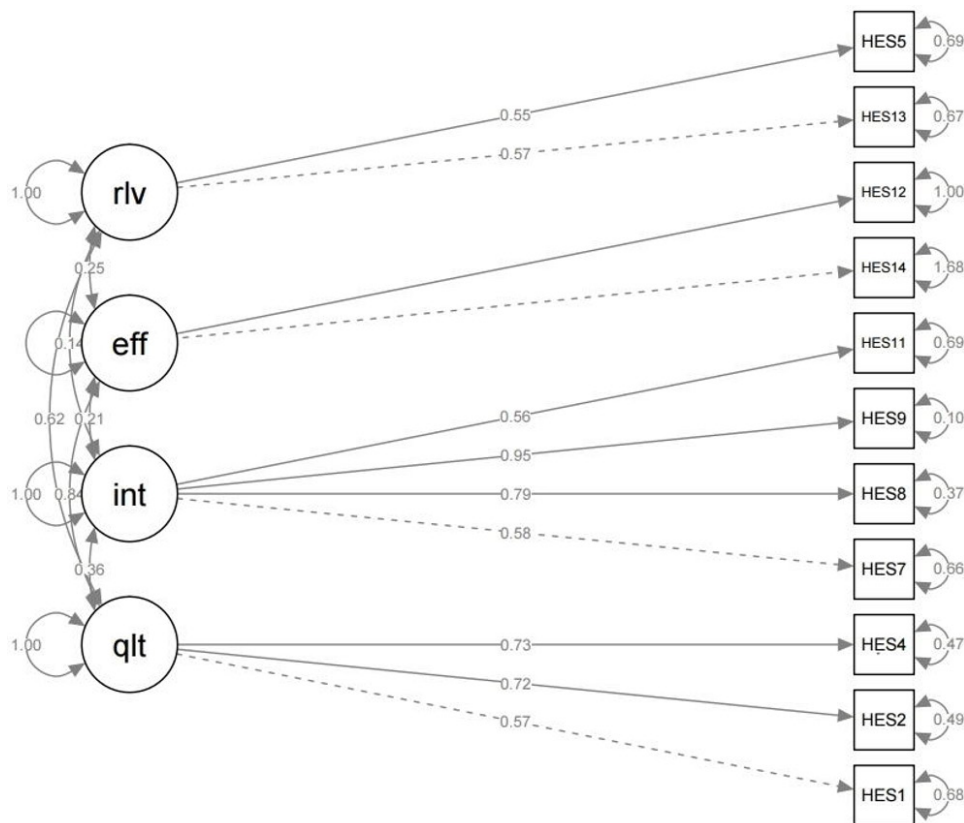 HES5
0.69
0.55
HES13
0.67
0.57
rlv
1.00
HES12
1.00
0.25
HES14
1.68
eff
0.14
HES11
0.69
0.62
0.21
0.56
HES9
0.10
0.95
int
1.00
0.84
0.79
HES8
0.37
0.58
HES7
0.66
0.36
qlt
1.00
0.73
HES4
0.47
0.72
HES2
0.49
0.57
HES1
0.68